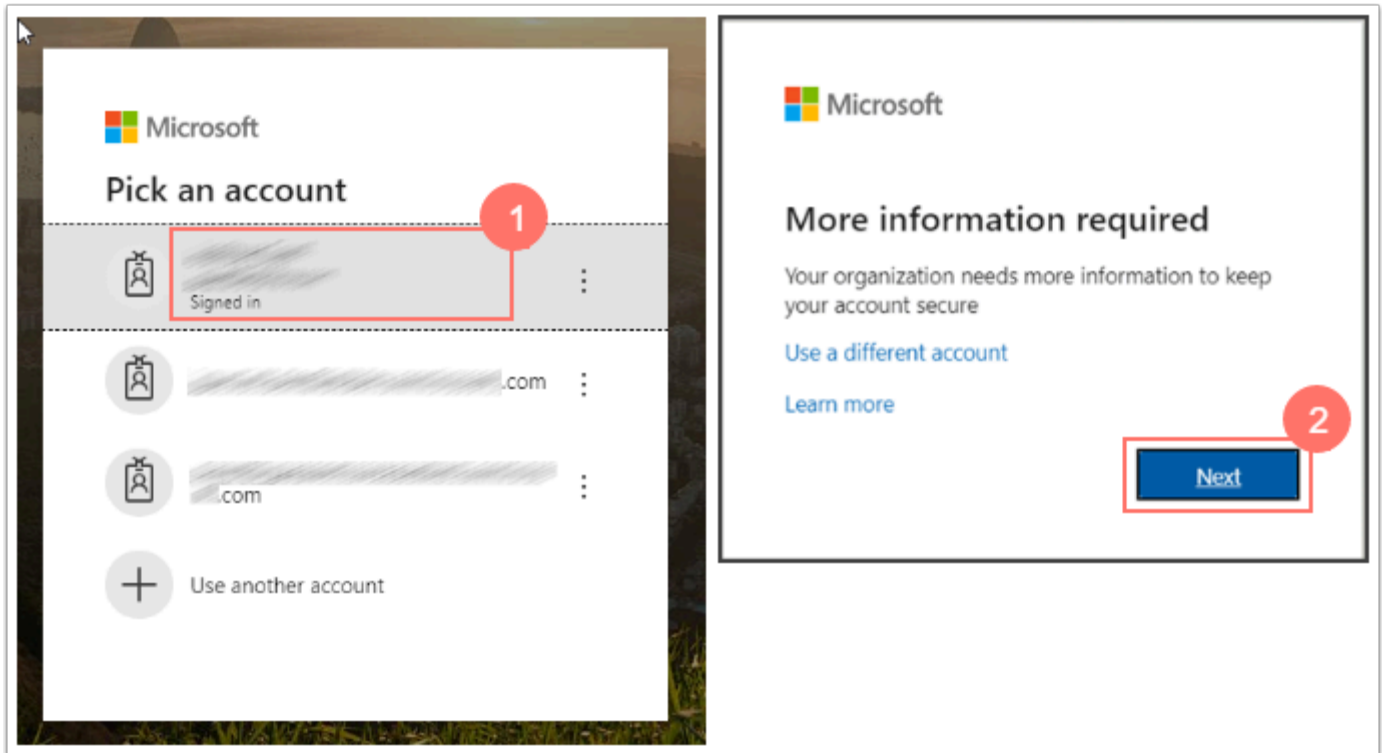 Microsoft
Pick an account
1
Signed in
.com
.com
Use another account
Microsoft
More information required
Your organization needs more information to keep
your account secure
Use a different account
Learn more
2
Next